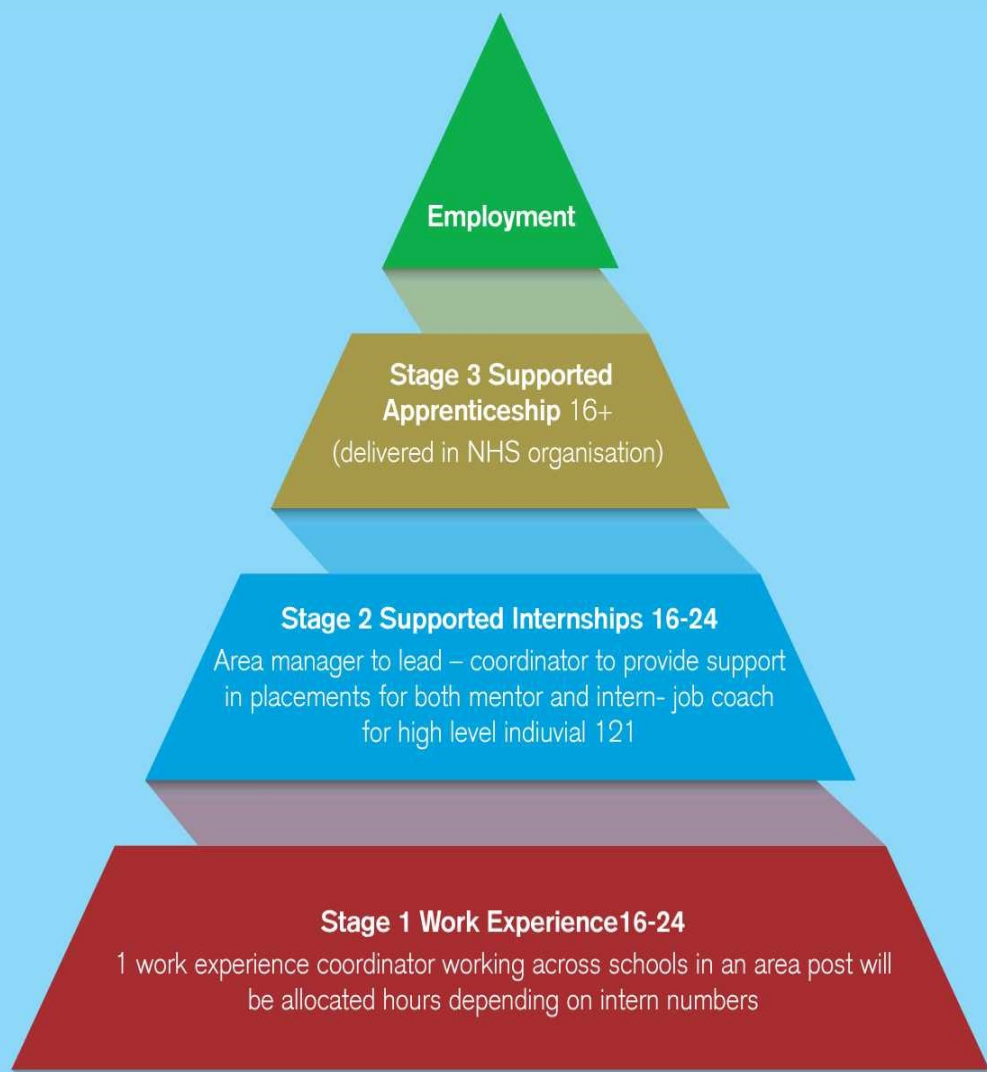 Employment
Stage 3 Supported
Apprenticeship 16+
(delivered in NHS organisation)
Stage 2 Supported Internships 16-24
Area manager to lead – coordinator to provide support
in placements for both mentor and intern- job coach
for high level indiuvial 121
Stage 1 Work Experience16-24
1 work experience coordinator working across schools in an area post will
be allocated hours depending on intern numbers